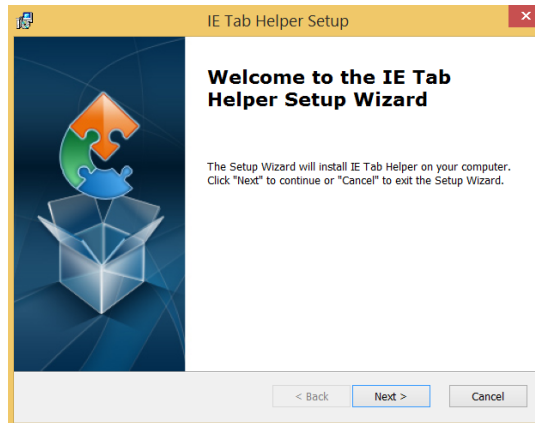 IE Tab Helper Setup
Welcome to the IE Tab
Helper Setup Wizard
The Setup Wizard will install IE Tab Helper on your computer.
Click "Next" to continue or "Cancel" to exit the Setup Wizard.
< Back Next > Cancel